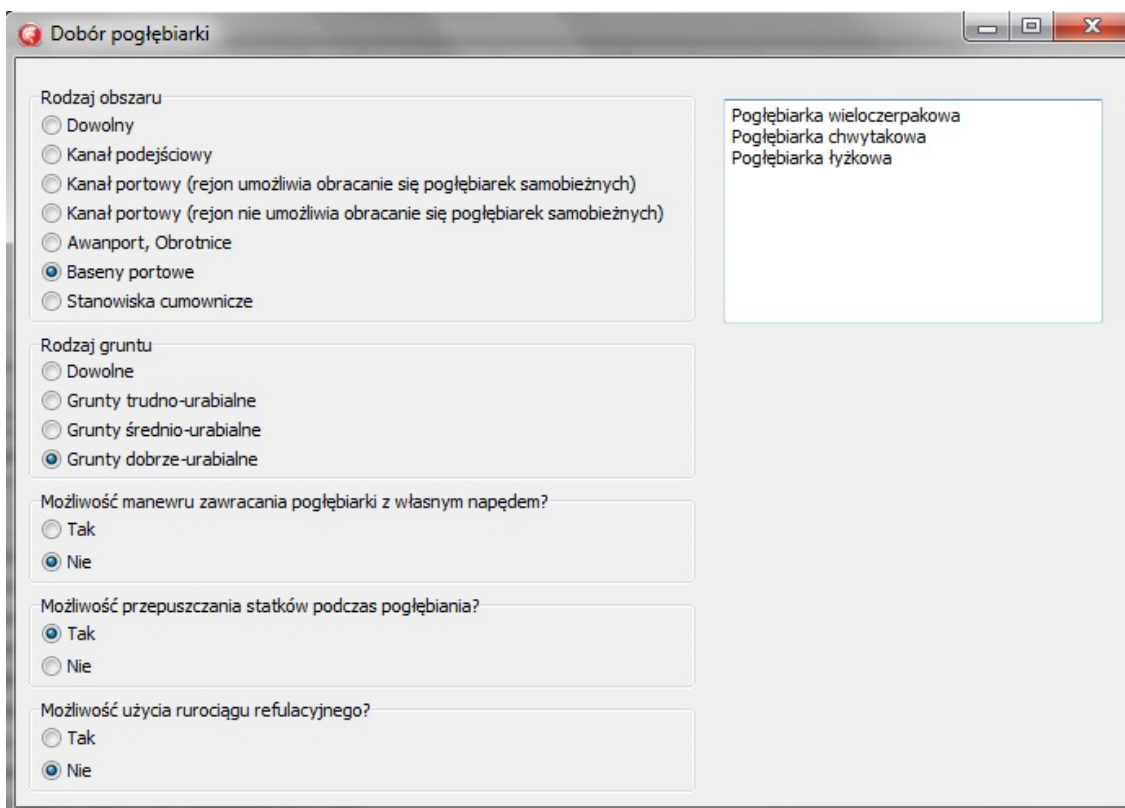 Dobór pogłębiarki
Rodzaj obszaru
Dowolny
Kanał podejściowy
Kanał portowy (rejon umożliwia obracanie się pogłębiarek samobieżnych)
Kanał portowy (rejon nie umożliwia obracanie się pogłębiarek samobieżnych)
Awanport, Obrotnice
Baseny portowe
Stanowiska cumownicze
Rodzaj gruntu
Dowolne
Grunty trudno-urabialne
Grunty średnio-urabialne
Grunty dobrze-urabialne
Możliwość manewru zawracania pogłębiarki z własnym napędem?
Tak
Nie
Możliwość przepuszczania statków podczas pogłębiania?
Tak
Nie
Możliwość użycia rurociągu refulacyjnego?
Tak
Nie
Pogłębiarka wieloczerpakowa
Pogłębiarka chwytakowa
Pogłębiarka łyżkowa